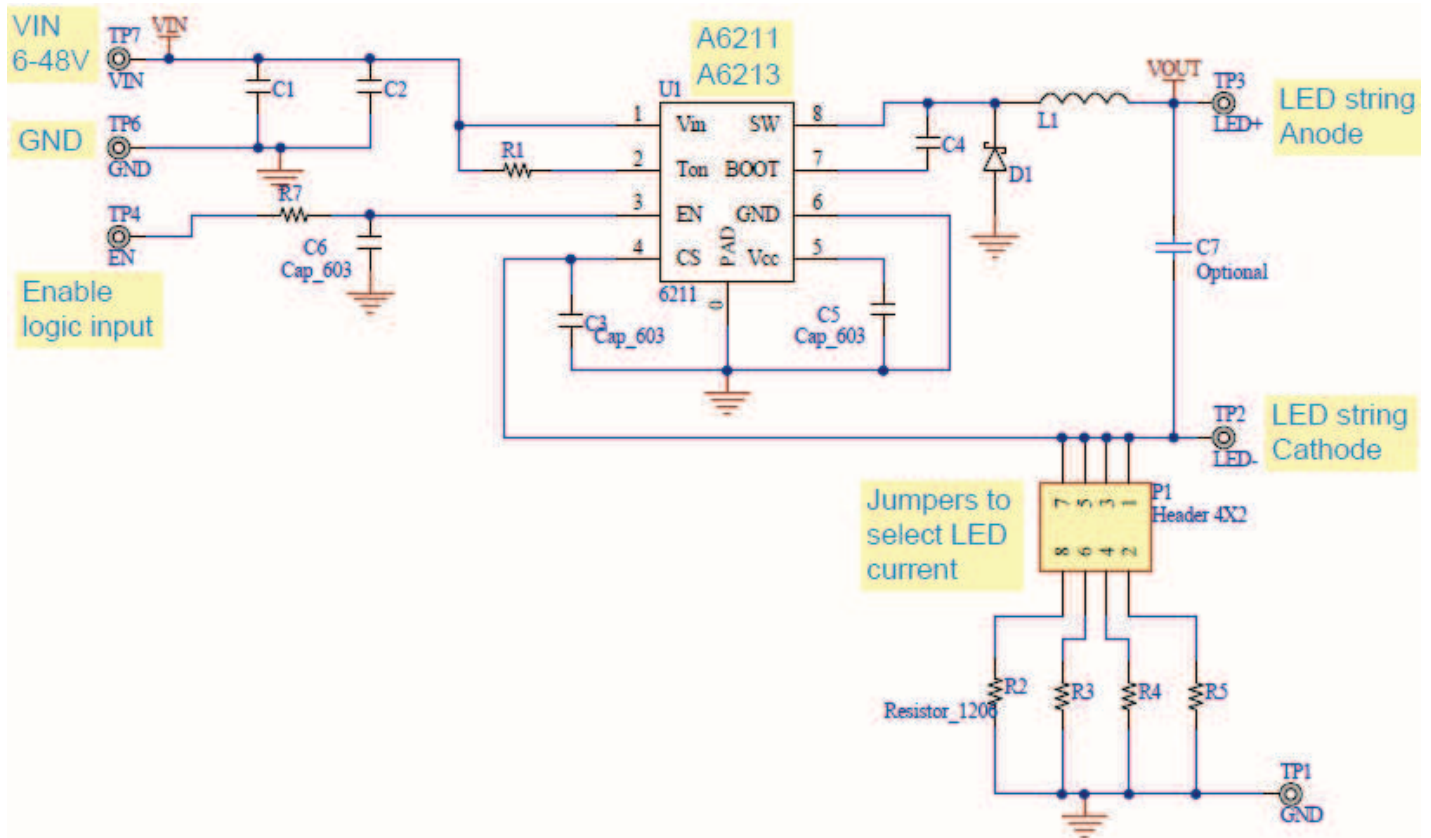 VIN
6-48V
TP7
VIN
VIN
C1
C2
TP6
GND
GND
R1
R7
TP4
EN
C6
Cap_603
Enable
logic input
A6211
A6213
U1
1
Vin
SW
8
2
Ton
BOOT
7
3
EN
GND
6
4
CS
PAD
Vcc
5
6211
0
C3
Cap_603
C5
Cap_603
C4
D1
L1
VOUT
TP3
LED+
LED string
Anode
C7
Optional
TP2
LED-
LED string
Cathode
Jumpers to
select LED
current
P1
Header 4X2
7 5 3 1
8 6 4 2
R2
Resistor_1206
R3
R4
R5
TP1
GND